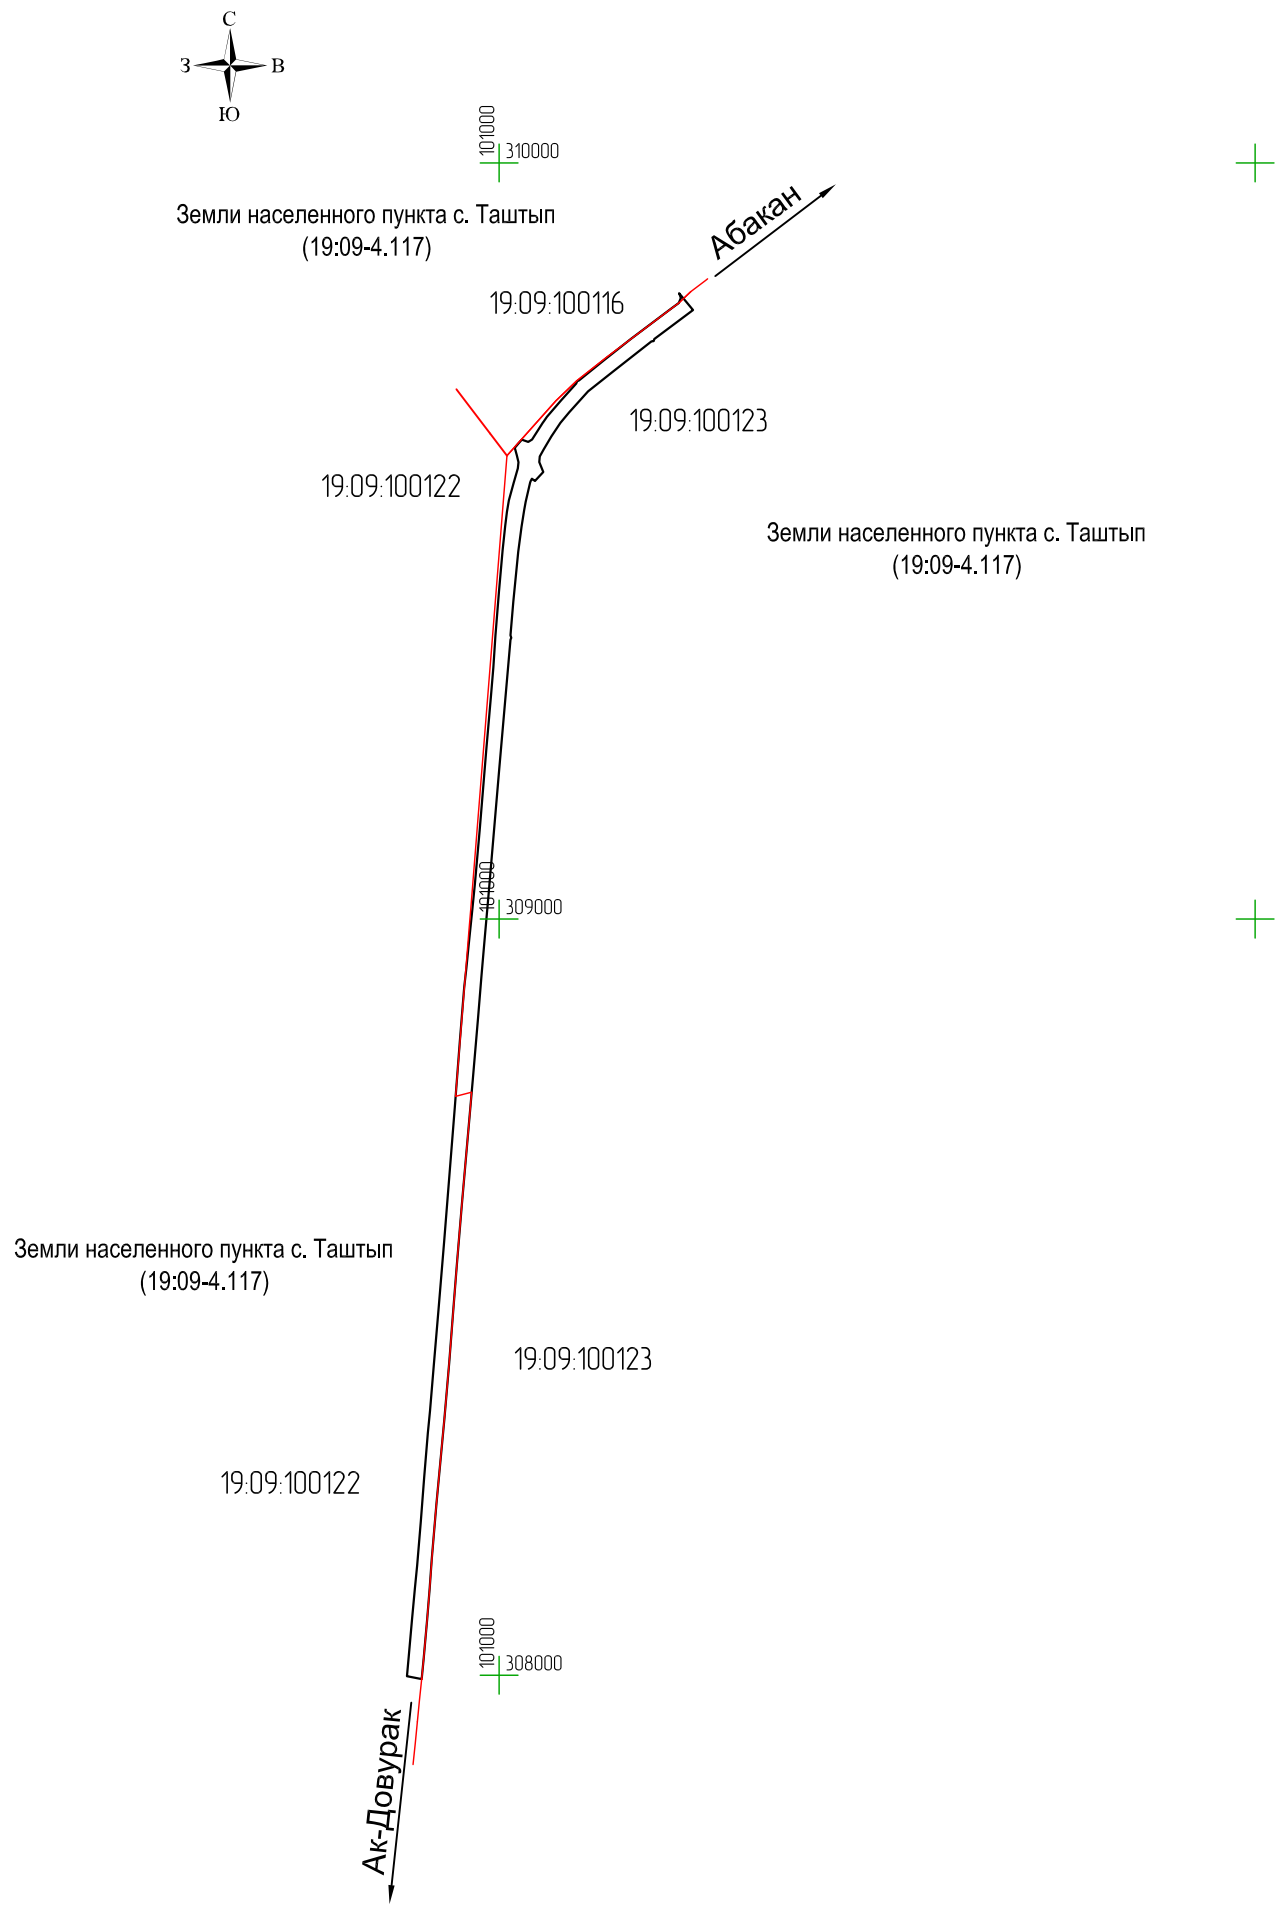 С
З
В
Ю
101000
310000
Абакан
Земли населенного пункта с. Таштып
(19:09-4.117)
19:09:100116
19:09:100123
19:09:100122
Земли населенного пункта с. Таштып
(19:09-4.117)
101000
309000
Земли населенного пункта с. Таштып
(19:09-4.117)
19:09:100123
19:09:100122
101000
308000
Ак-Довурак